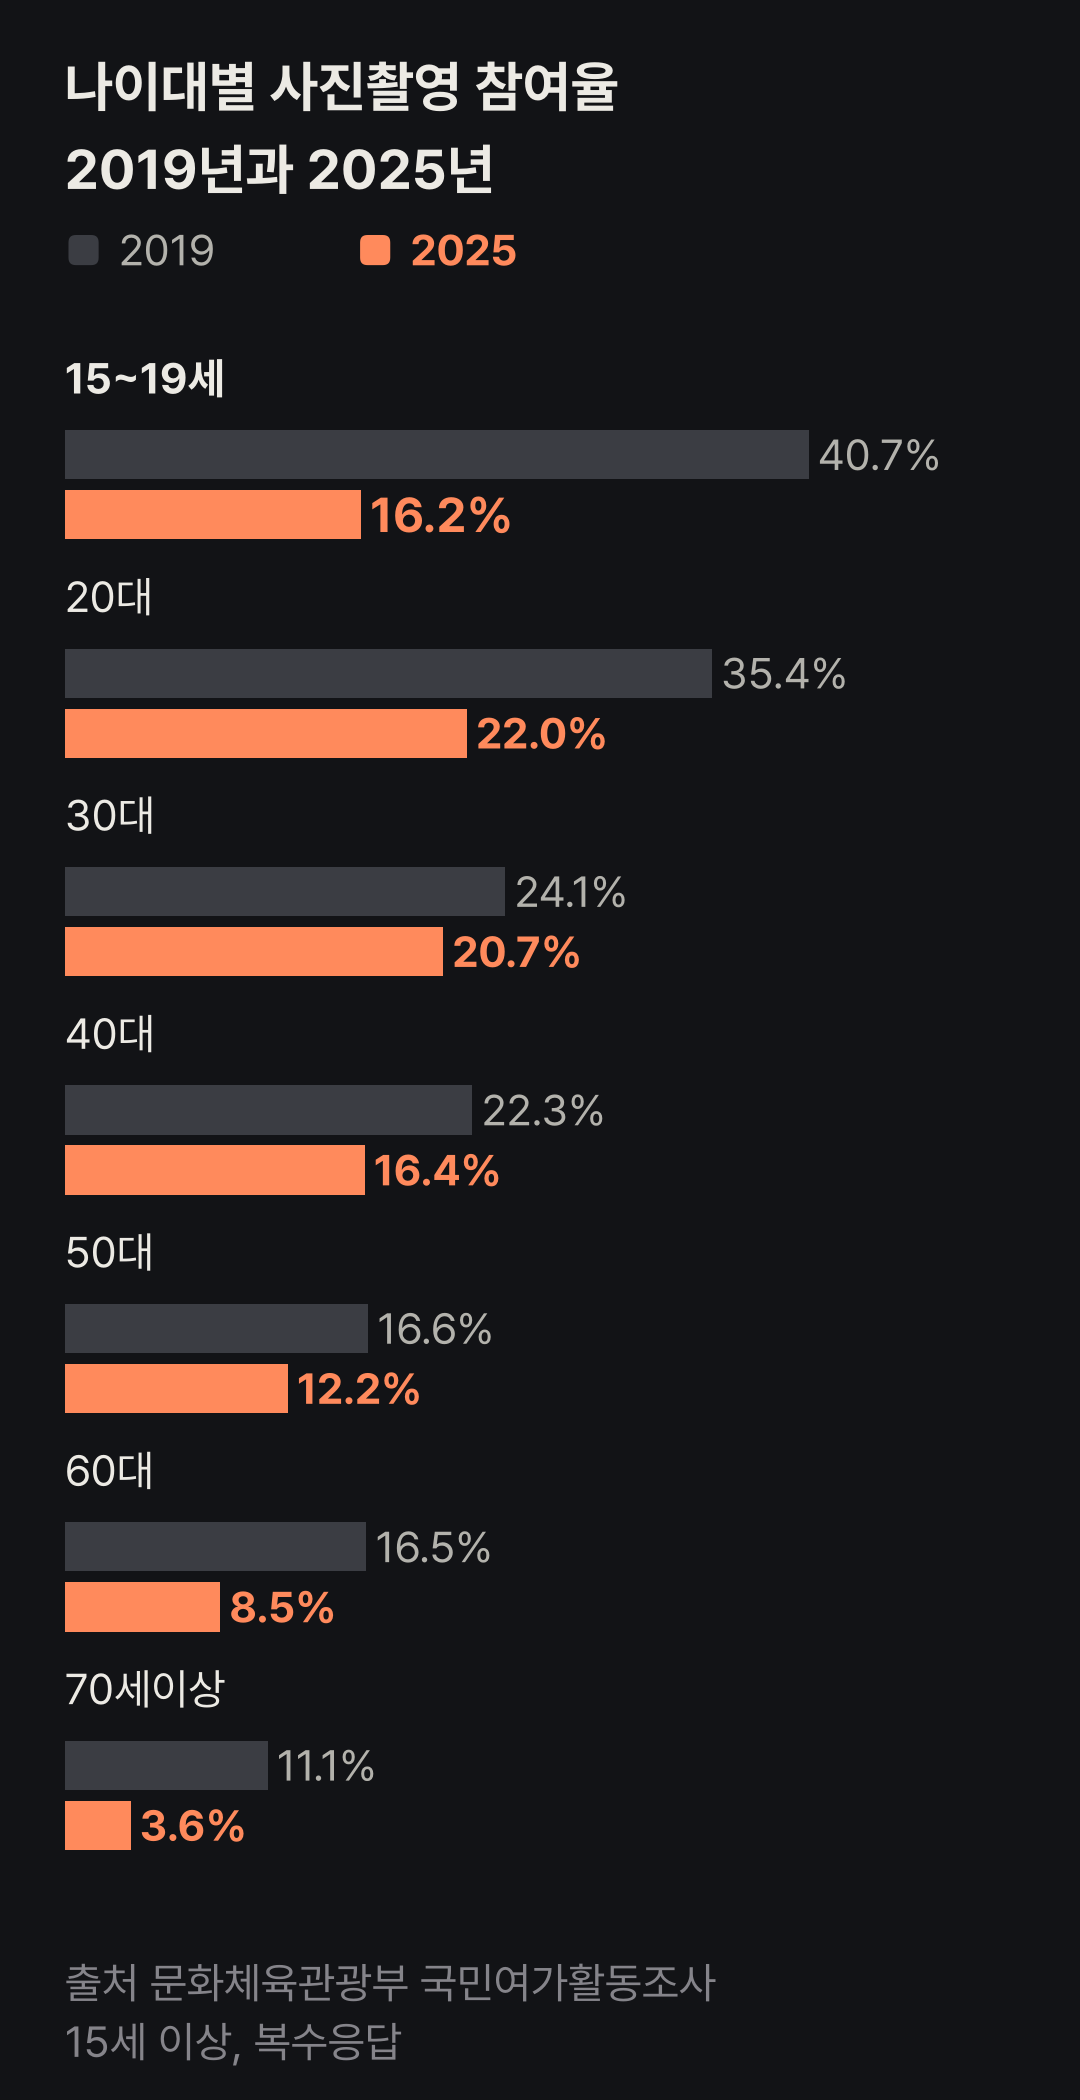 나이대별 사진촬영 참여율
2019년과 2025년
2019 2025
15~19세
40.7%
16.2%
20대
35.4%
22.0%
30대
24.1%
20.7%
40대
22.3%
16.4%
50대
16.6%
12.2%
60대
16.5%
8.5%
70세이상
11.1%
3.6%
출처 문화체육관광부 국민여가활동조사
15세 이상, 복수응답